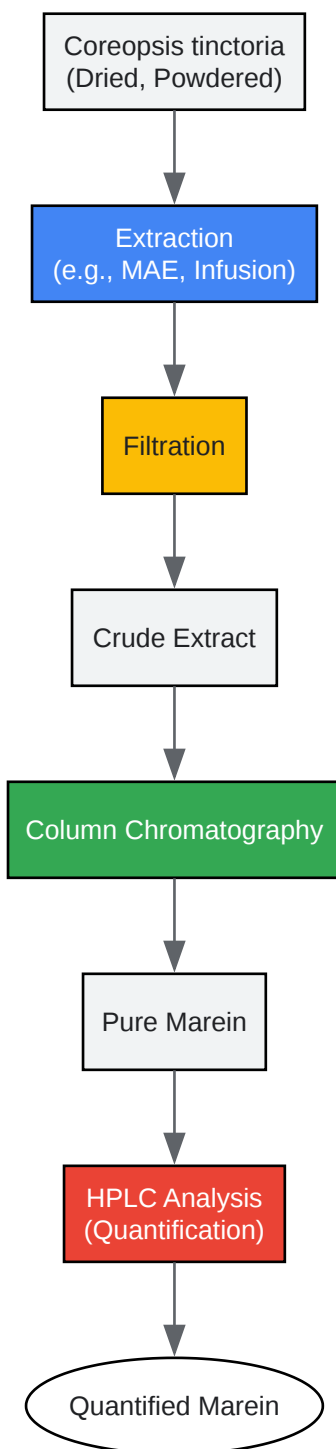 Coreopsis tinctoria
(Dried, Powdered)
Extraction
(e.g., MAE, Infusion)
Filtration
Crude Extract
Column Chromatography
Pure Marein
HPLC Analysis
(Quantification)
Quantified Marein